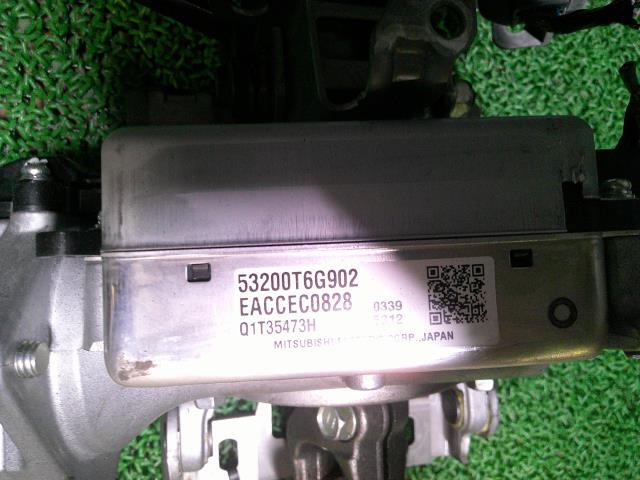 53200T6G902
EACCEC0828 0339
Q1T35473H
MITSUBISHI CORP.,JAPAN